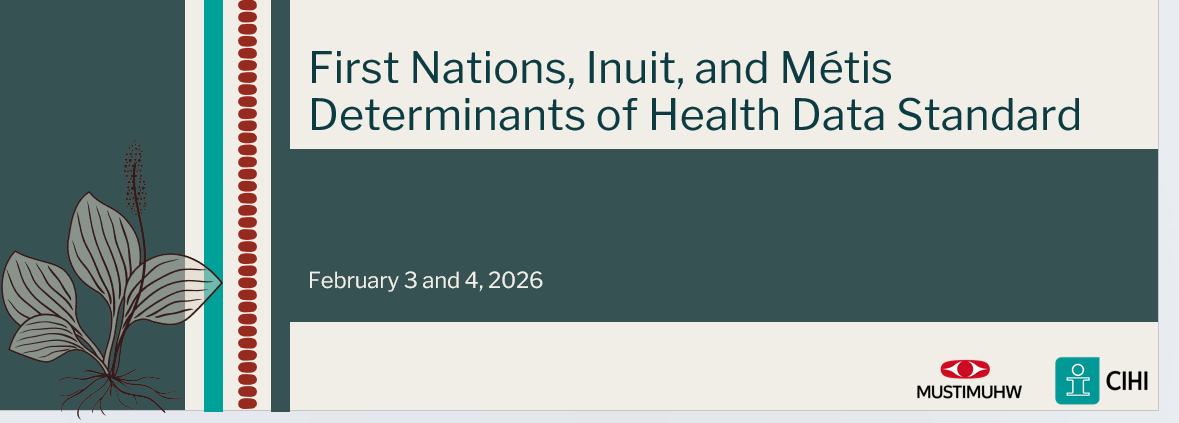 First Nations, Inuit, and Métis
Determinants of Health Data Standard
February 3 and 4, 2026
MUSTIMUHW
CIHI